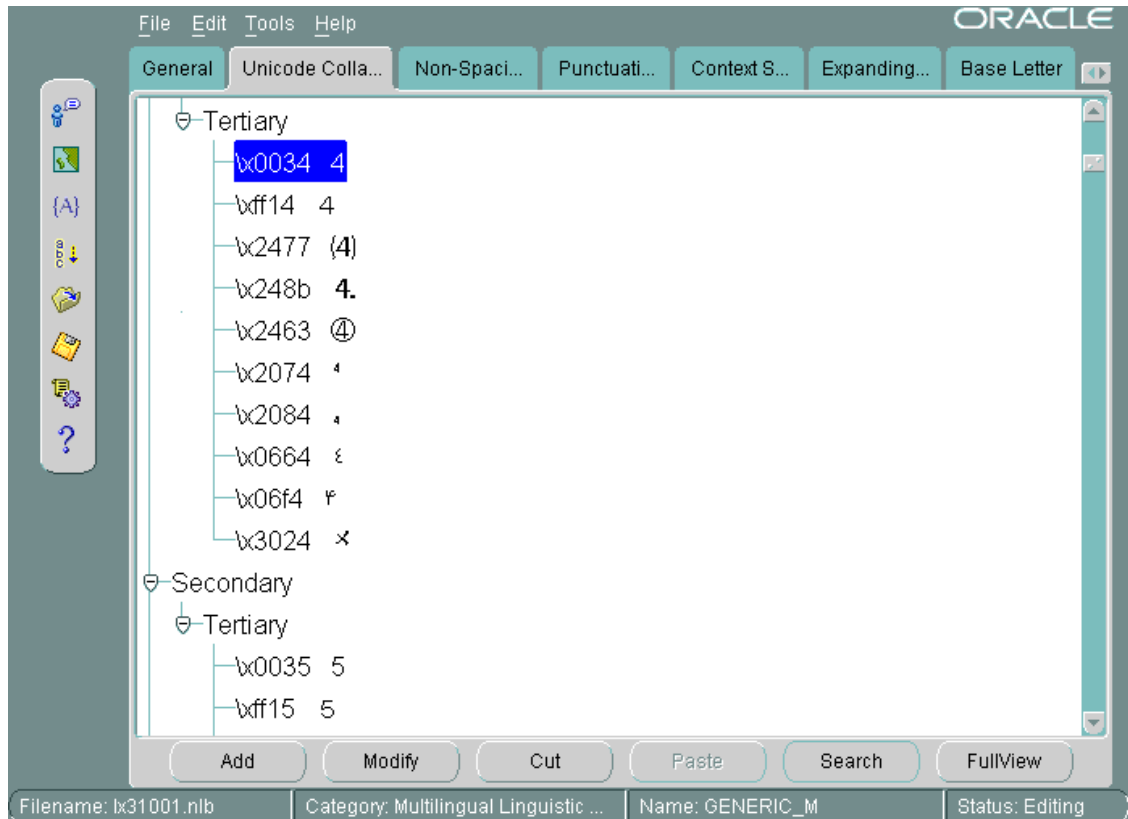 File Edit Tools Help ORACLE
General Unicode Colla... Non-Spaci... Punctuati... Context S... Expanding... Base Letter
{A}
a
b
c
?
Tertiary
\x0034 4
\xff14 4
\x2477 (4)
\x248b 4.
\x2463 ④
\x2074 ⁴
\x2084 ₄
\x0664 ٤
\x06f4 ۴
\x3024 〤
Secondary
Tertiary
\x0035 5
\xff15 5
Add Modify Cut Paste Search FullView
Filename: lx31001.nlb Category: Multilingual Linguistic ... Name: GENERIC_M Status: Editing